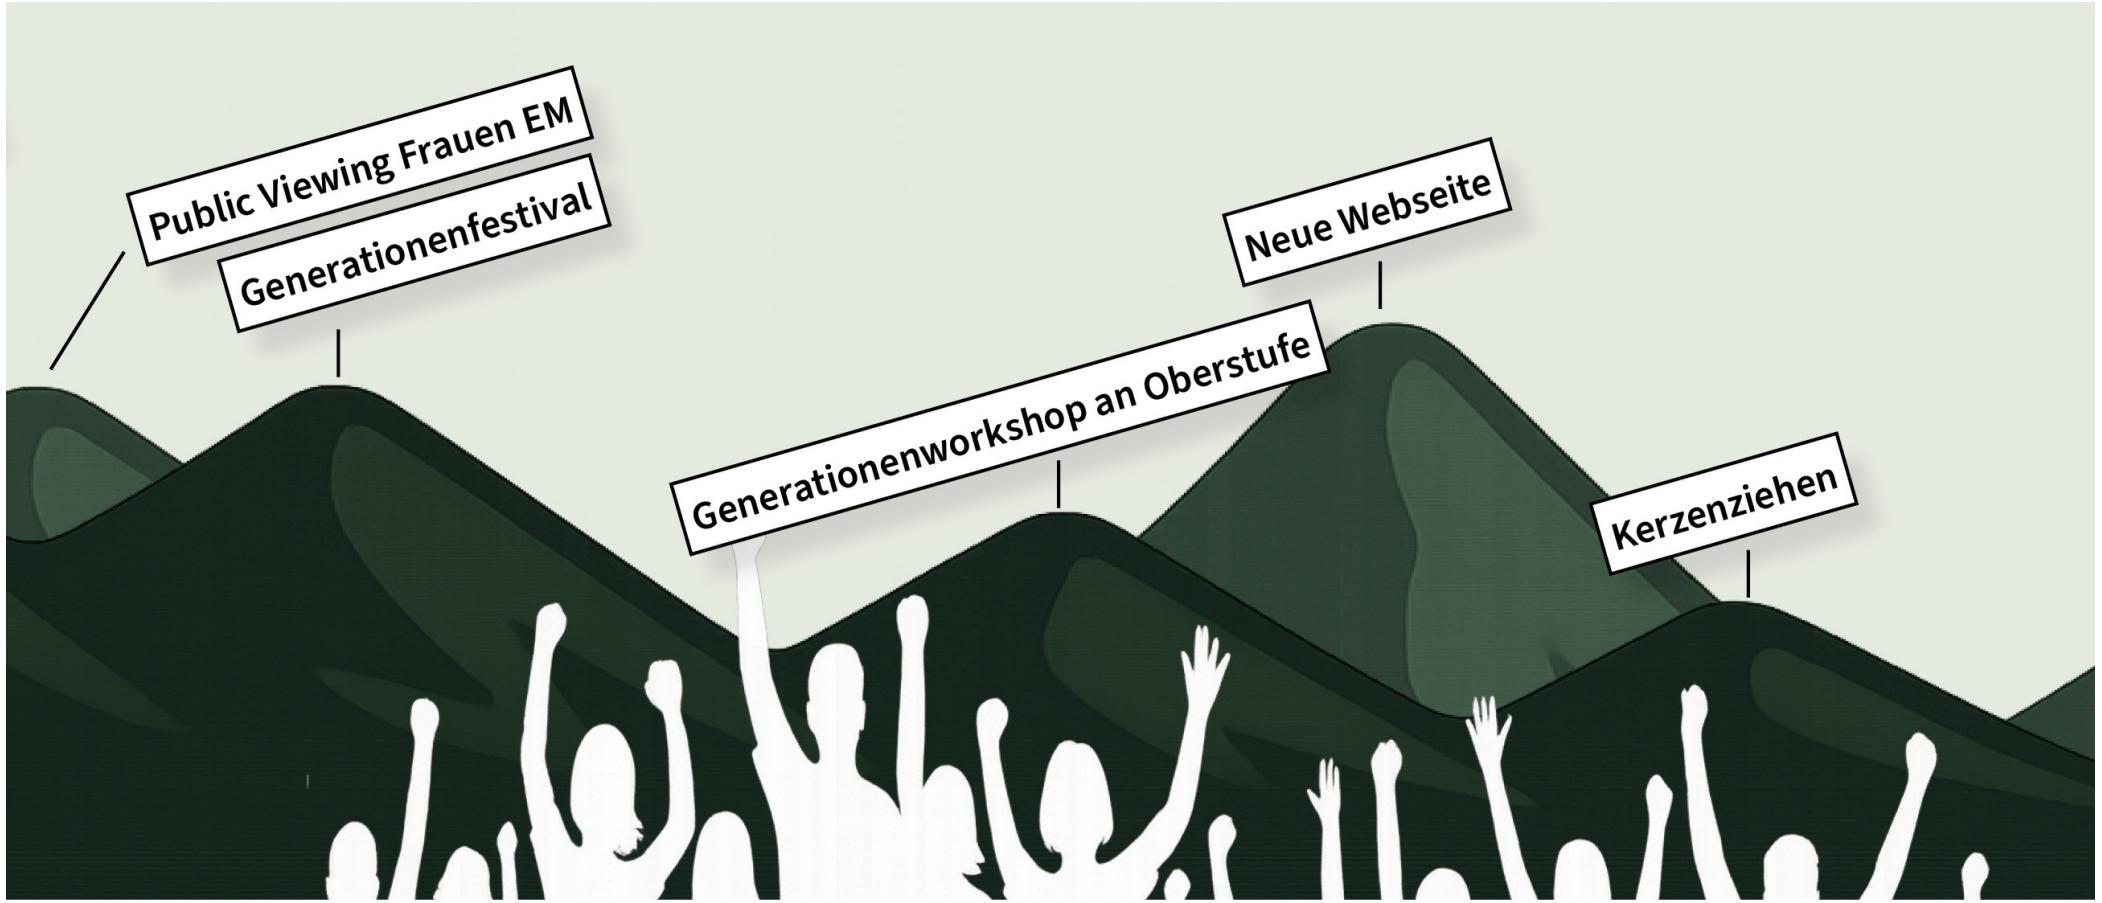 Public Viewing Frauen EM
Generationenfestival
Generationenworkshop an Oberstufe
Neue Webseite
Kerzenziehen